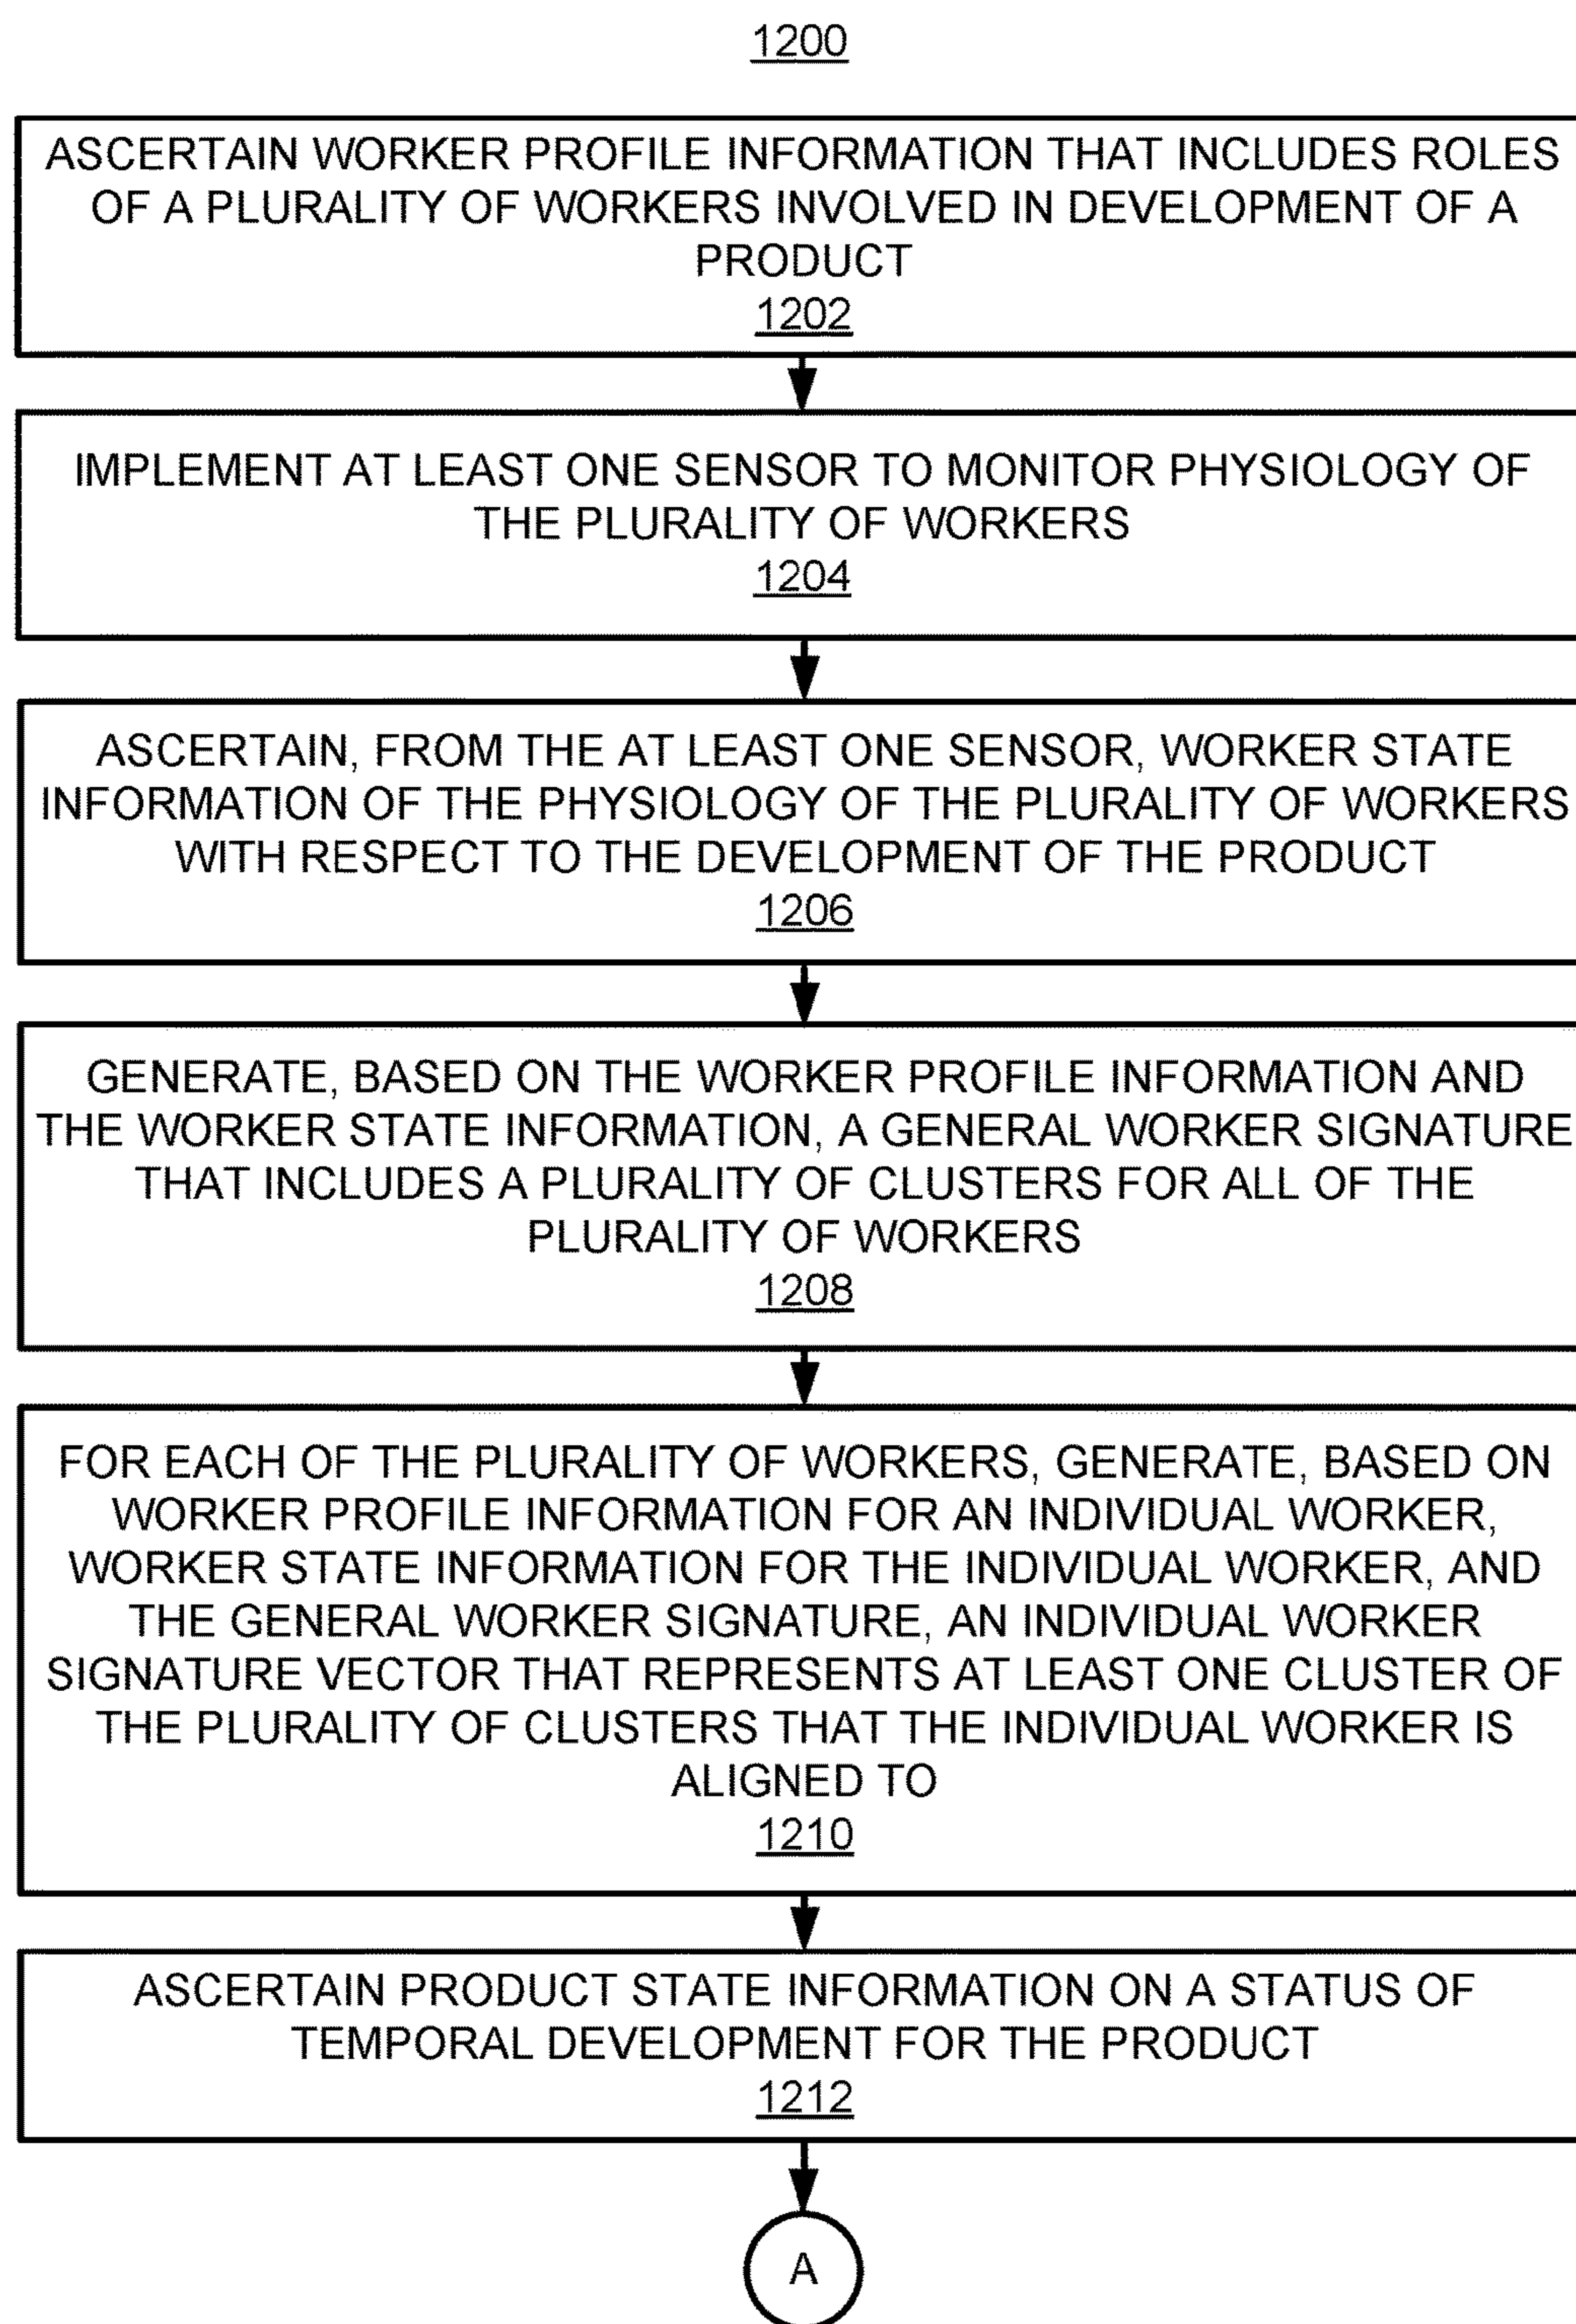 1200
ASCERTAIN WORKER PROFILE INFORMATION THAT INCLUDES ROLES
OF A PLURALITY OF WORKERS INVOLVED IN DEVELOPMENT OF A
PRODUCT
1202
IMPLEMENT AT LEAST ONE SENSOR TO MONITOR PHYSIOLOGY OF
THE PLURALITY OF WORKERS
1204
ASCERTAIN, FROM THE AT LEAST ONE SENSOR, WORKER STATE
INFORMATION OF THE PHYSIOLOGY OF THE PLURALITY OF WORKERS
WITH RESPECT TO THE DEVELOPMENT OF THE PRODUCT
1206
GENERATE, BASED ON THE WORKER PROFILE INFORMATION AND
THE WORKER STATE INFORMATION, A GENERAL WORKER SIGNATURE
THAT INCLUDES A PLURALITY OF CLUSTERS FOR ALL OF THE
PLURALITY OF WORKERS
1208
FOR EACH OF THE PLURALITY OF WORKERS, GENERATE, BASED ON
WORKER PROFILE INFORMATION FOR AN INDIVIDUAL WORKER,
WORKER STATE INFORMATION FOR THE INDIVIDUAL WORKER, AND
THE GENERAL WORKER SIGNATURE, AN INDIVIDUAL WORKER
SIGNATURE VECTOR THAT REPRESENTS AT LEAST ONE CLUSTER OF
THE PLURALITY OF CLUSTERS THAT THE INDIVIDUAL WORKER IS
ALIGNED TO
1210
ASCERTAIN PRODUCT STATE INFORMATION ON A STATUS OF
TEMPORAL DEVELOPMENT FOR THE PRODUCT
1212
A